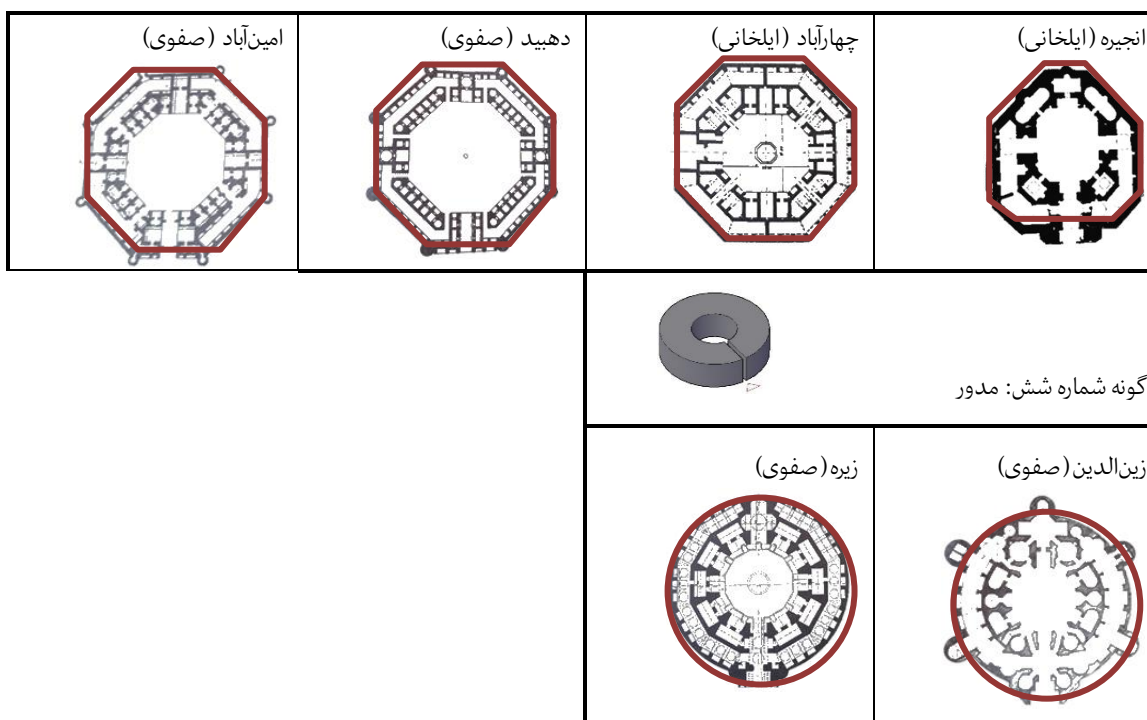 انجیره (ایلخانی)
چهارآباد (ایلخانی)
دهبید (صفوی)
امین‌آباد (صفوی)
گونه شماره شش: مدور
زین‌الدین (صفوی)
زیره (صفوی)